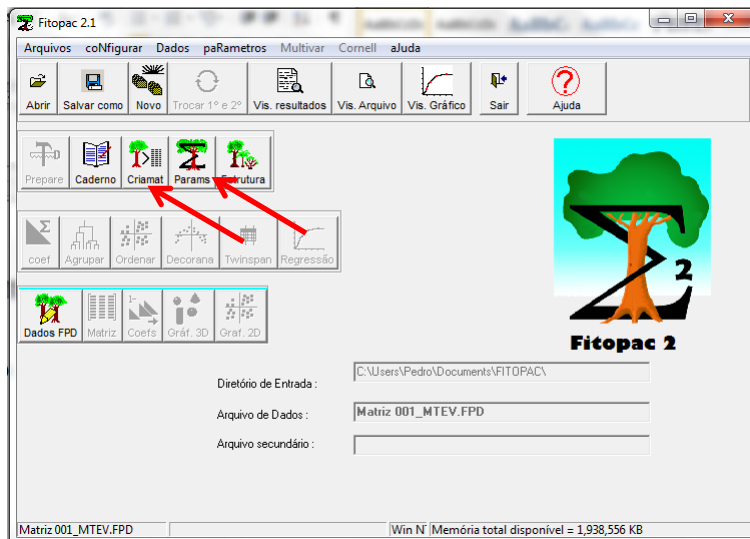 Fitopac 2.1
Arquivos coNfigurar Dados paRametros Multivar Cornell aJuda
Abrir Salvar como Novo Trocar 1º e 2º Vis. resultados Vis. Arquivo Vis. Gráfico Sair Ajuda
Prepare Caderno Criamat Params Estrutura
coef Agrupar Ordenar Decorana Twinspan Regressão
2
Dados FPD Matriz Coefs Gráf. 3D Graf. 2D
Fitopac 2
Diretório de Entrada : C:\Users\Pedro\Documents\FITOPAC\
Arquivo de Dados : Matriz 001_MTEV.FPD
Arquivo secundário :
Matriz 001_MTEV.FPD Win N Memória total disponível = 1,938,556 KB